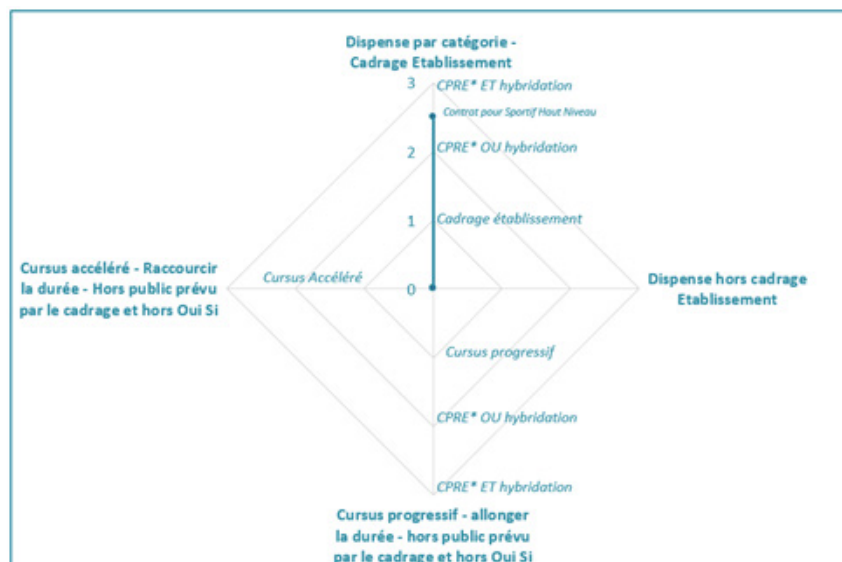 Dispense par catégorie -
Cadrage Etablissement
3
CPRE* ET hybridation
Contrat pour Sportif Haut Niveau
2
CPRE* OU hybridation
1
Cadrage établissement
Cursus accéléré - Raccourcir
la durée - Hors public prévu
par le cadrage et hors Oui Si
Cursus Accéléré
0
Dispense hors cadrage
Etablissement
Cursus progressif
CPRE* OU hybridation
CPRE* ET hybridation
Cursus progressif - allonger
la durée - hors public prévu
par le cadrage et hors Oui Si